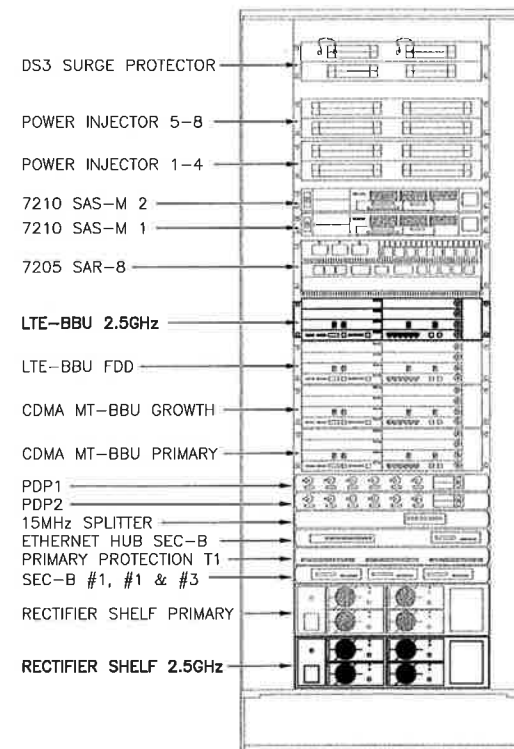 DS3 SURGE PROTECTOR
POWER INJECTOR 5-8
POWER INJECTOR 1-4
7210 SAS-M 2
7210 SAS-M 1
7205 SAR-8
LTE-BBU 2.5GHz
LTE-BBU FDD
CDMA MT-BBU GROWTH
CDMA MT-BBU PRIMARY
PDP1
PDP2
15MHz SPLITTER
ETHERNET HUB SEC-B
PRIMARY PROTECTION T1
SEC-B #1, #1 & #3
RECTIFIER SHELF PRIMARY
RECTIFIER SHELF 2.5GHz